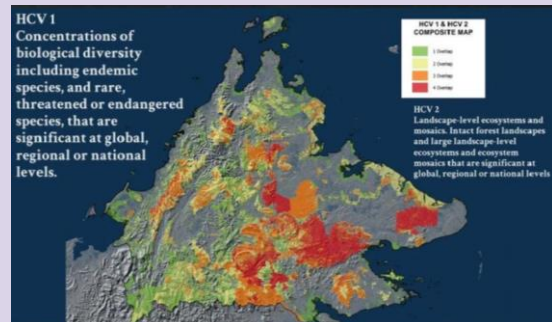 HCV 1
Concentrations of
biological diversity
including endemic
species, and rare,
threatened or endangered
species, that are
significant at global,
regional or national
levels.
HCV 1 & HCV 2
COMPOSITE MAP
1 Overlap
2 Overlap
3 Overlap
4 Overlap
HCV 2
Landscape-level ecosystems and
mosaics. Intact forest landscapes
and large landscape-level
ecosystems and ecosystem
mosaics that are significant at
global, regional or national levels